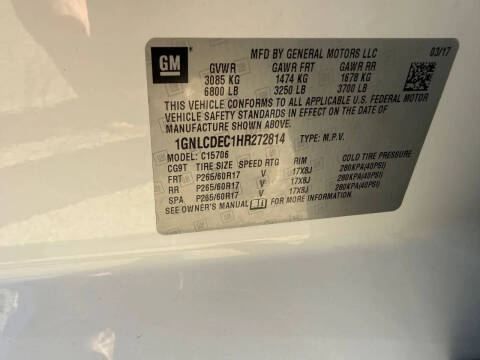 GM
MFD BY GENERAL MOTORS LLC 03/17
GVWR GAWR FRT GAWR RR
3085 KG 1474 KG 1678 KG
6800 LB 3250 LB 3700 LB
THIS VEHICLE CONFORMS TO ALL APPLICABLE U.S. FEDERAL MOTOR
VEHICLE SAFETY STANDARDS IN EFFECT ON THE DATE OF
MANUFACTURE SHOWN ABOVE.
1GNLCDEC1HR272814 TYPE: M.P.V.
MODEL: C15706
CG9T TIRE SIZE SPEED RTG RIM COLD TIRE PRESSURE
FRT P265/60R17 V 17X8J 280KPA(40PSI)
RR P265/60R17 V 17X8J 280KPA(40PSI)
SPA P265/60R17 V 17X8J 280KPA(40PSI)
SEE OWNER'S MANUAL FOR MORE INFORMATION.